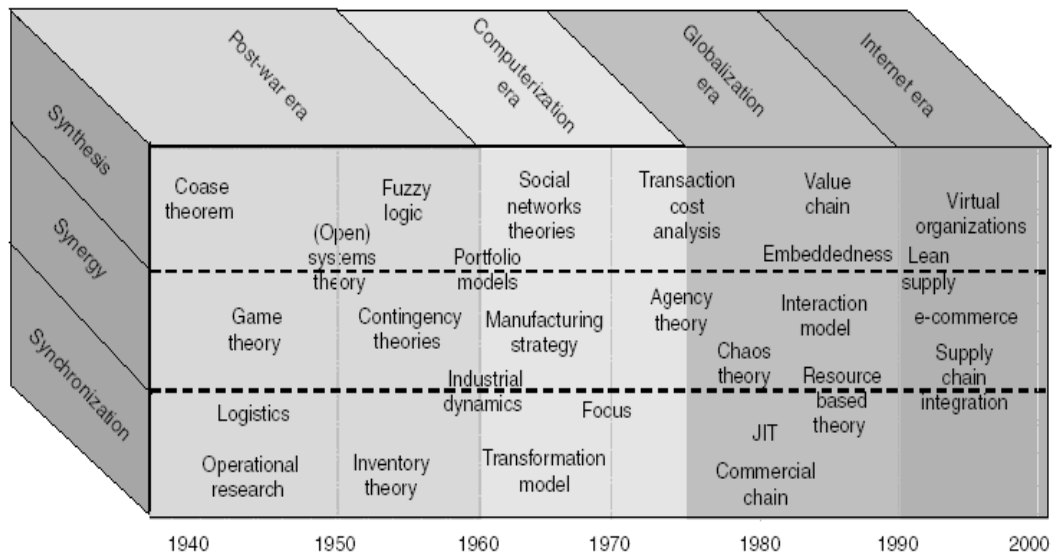 Post-war era
Computerization
era
Globalization
era
Internet era
Synthesis
Synergy
Synchronization
Coase
theorem
Fuzzy
logic
Social
networks
theories
Transaction
cost
analysis
Value
chain
Virtual
organizations
(Open)
systems
theory
Portfolio
models
Embeddedness
Lean
supply
Game
theory
Contingency
theories
Manufacturing
strategy
Agency
theory
Interaction
model
e-commerce
Chaos
theory
Supply
chain
integration
Industrial
dynamics
Resource
based
theory
Logistics
Focus
JIT
Operational
research
Inventory
theory
Transformation
model
Commercial
chain
1940
1950
1960
1970
1980
1990
2000